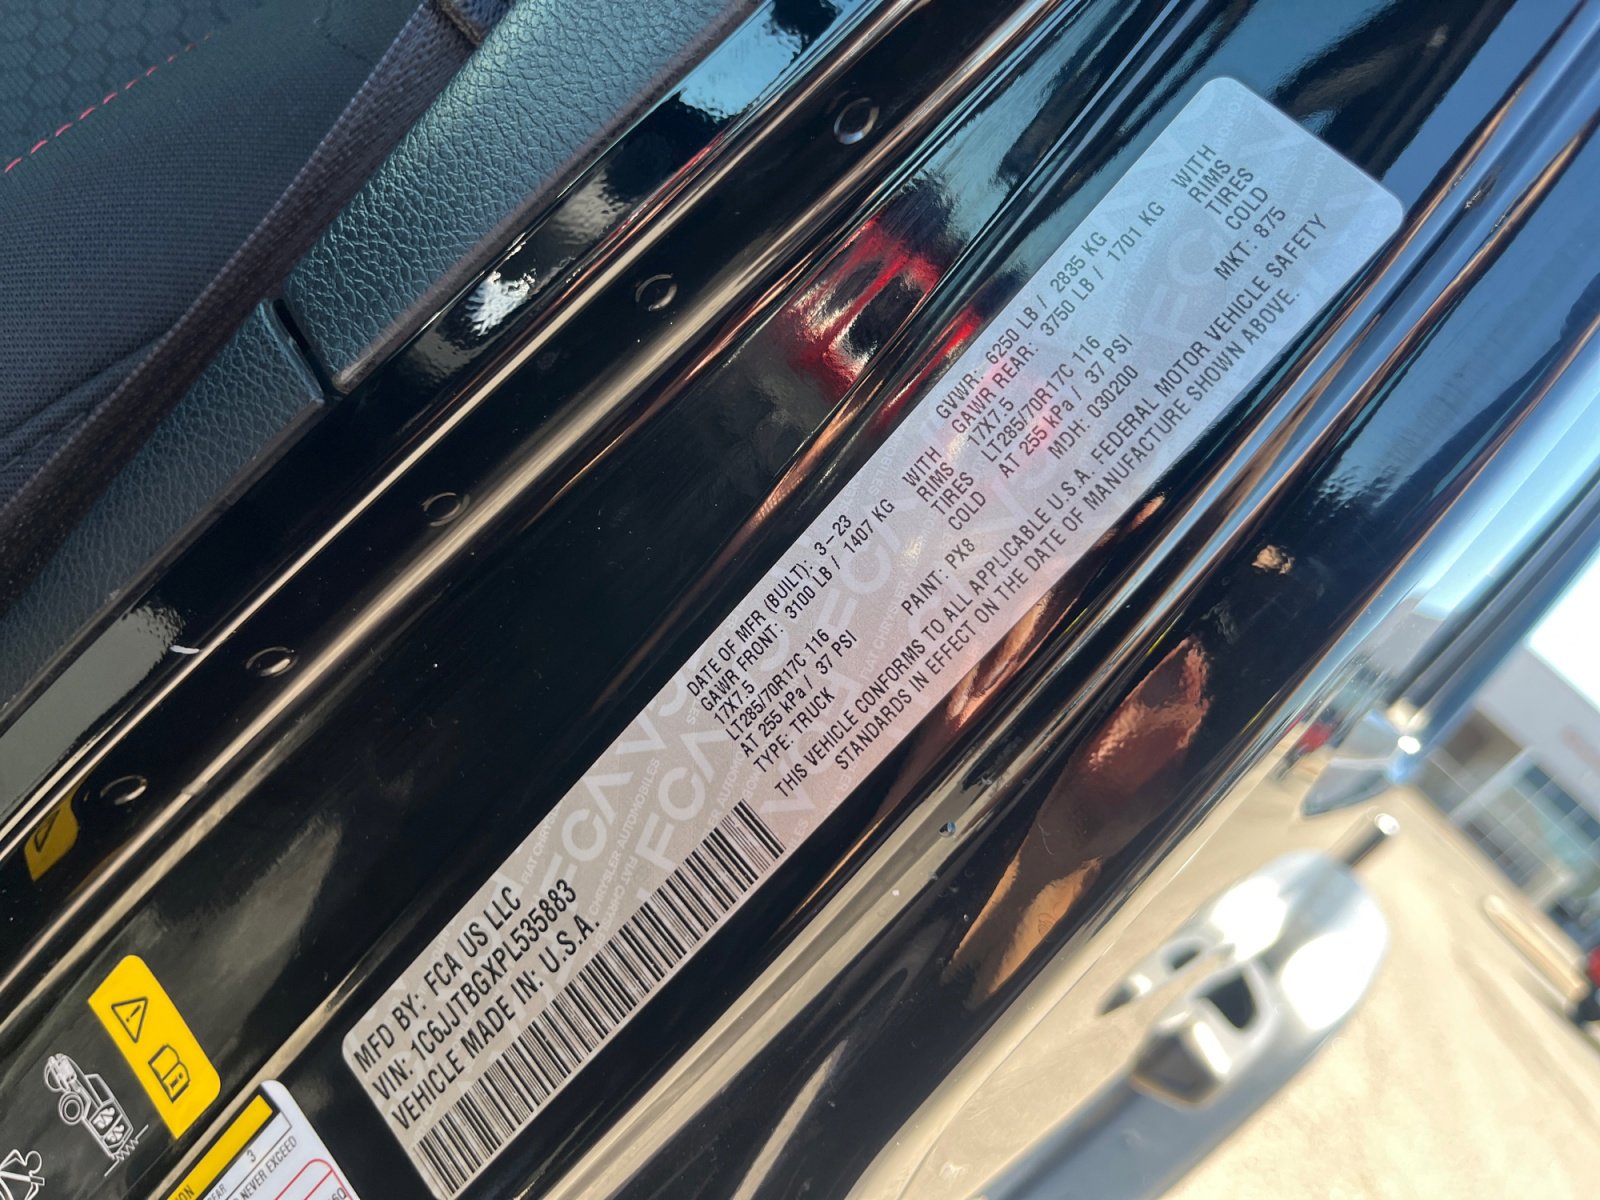 MFD BY: FCA US LLC
VIN: 1C6JJTBGXPL535883
VEHICLE MADE IN: U.S.A.
DATE OF MFR (BUILT): 3-23
GAWR FRONT: 3100 LB / 1407 KG WITH
17X7.5 RIMS
LT285/70R17C 116 TIRES
AT 255 kPa / 37 PSI COLD
TYPE: TRUCK PAINT: PX8
GVWR: 6250 LB / 2835 KG
GAWR REAR: 3750 LB / 1701 KG WITH
17X7.5 RIMS
LT285/70R17C 116 TIRES
AT 255 kPa / 37 PSI COLD
MDH: 030200 MKT: 875
THIS VEHICLE CONFORMS TO ALL APPLICABLE U.S.A. FEDERAL MOTOR VEHICLE SAFETY
STANDARDS IN EFFECT ON THE DATE OF MANUFACTURE SHOWN ABOVE.
3
NEVER EXCEED